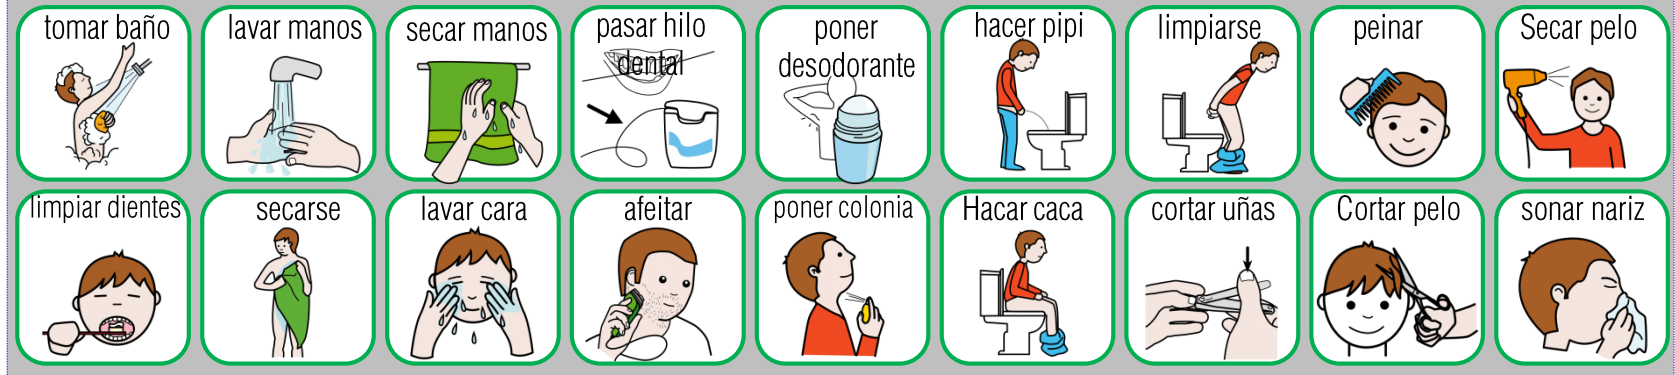 tomar baño
lavar manos
secar manos
pasar hilo
dental
poner
desodorante
hacer pipi
limpiarse
peinar
Secar pelo
limpiar dientes
secarse
lavar cara
afeitar
poner colonia
Hacar caca
cortar uñas
Cortar pelo
sonar nariz